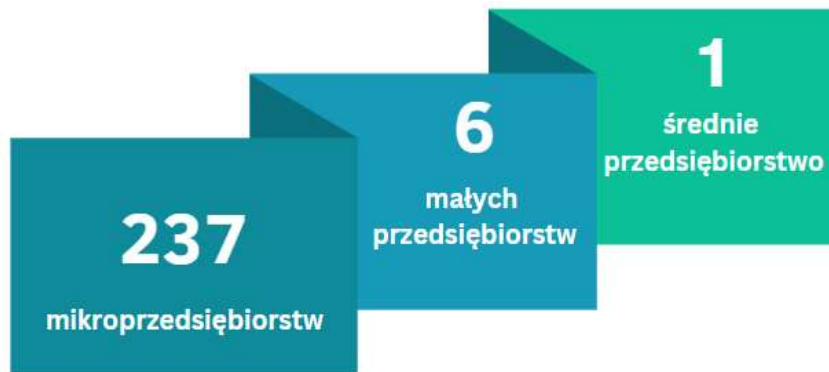 237
mikroprzedsiębiorstw
6
małych
przedsiębiorstw
1
średnie
przedsiębiorstwo